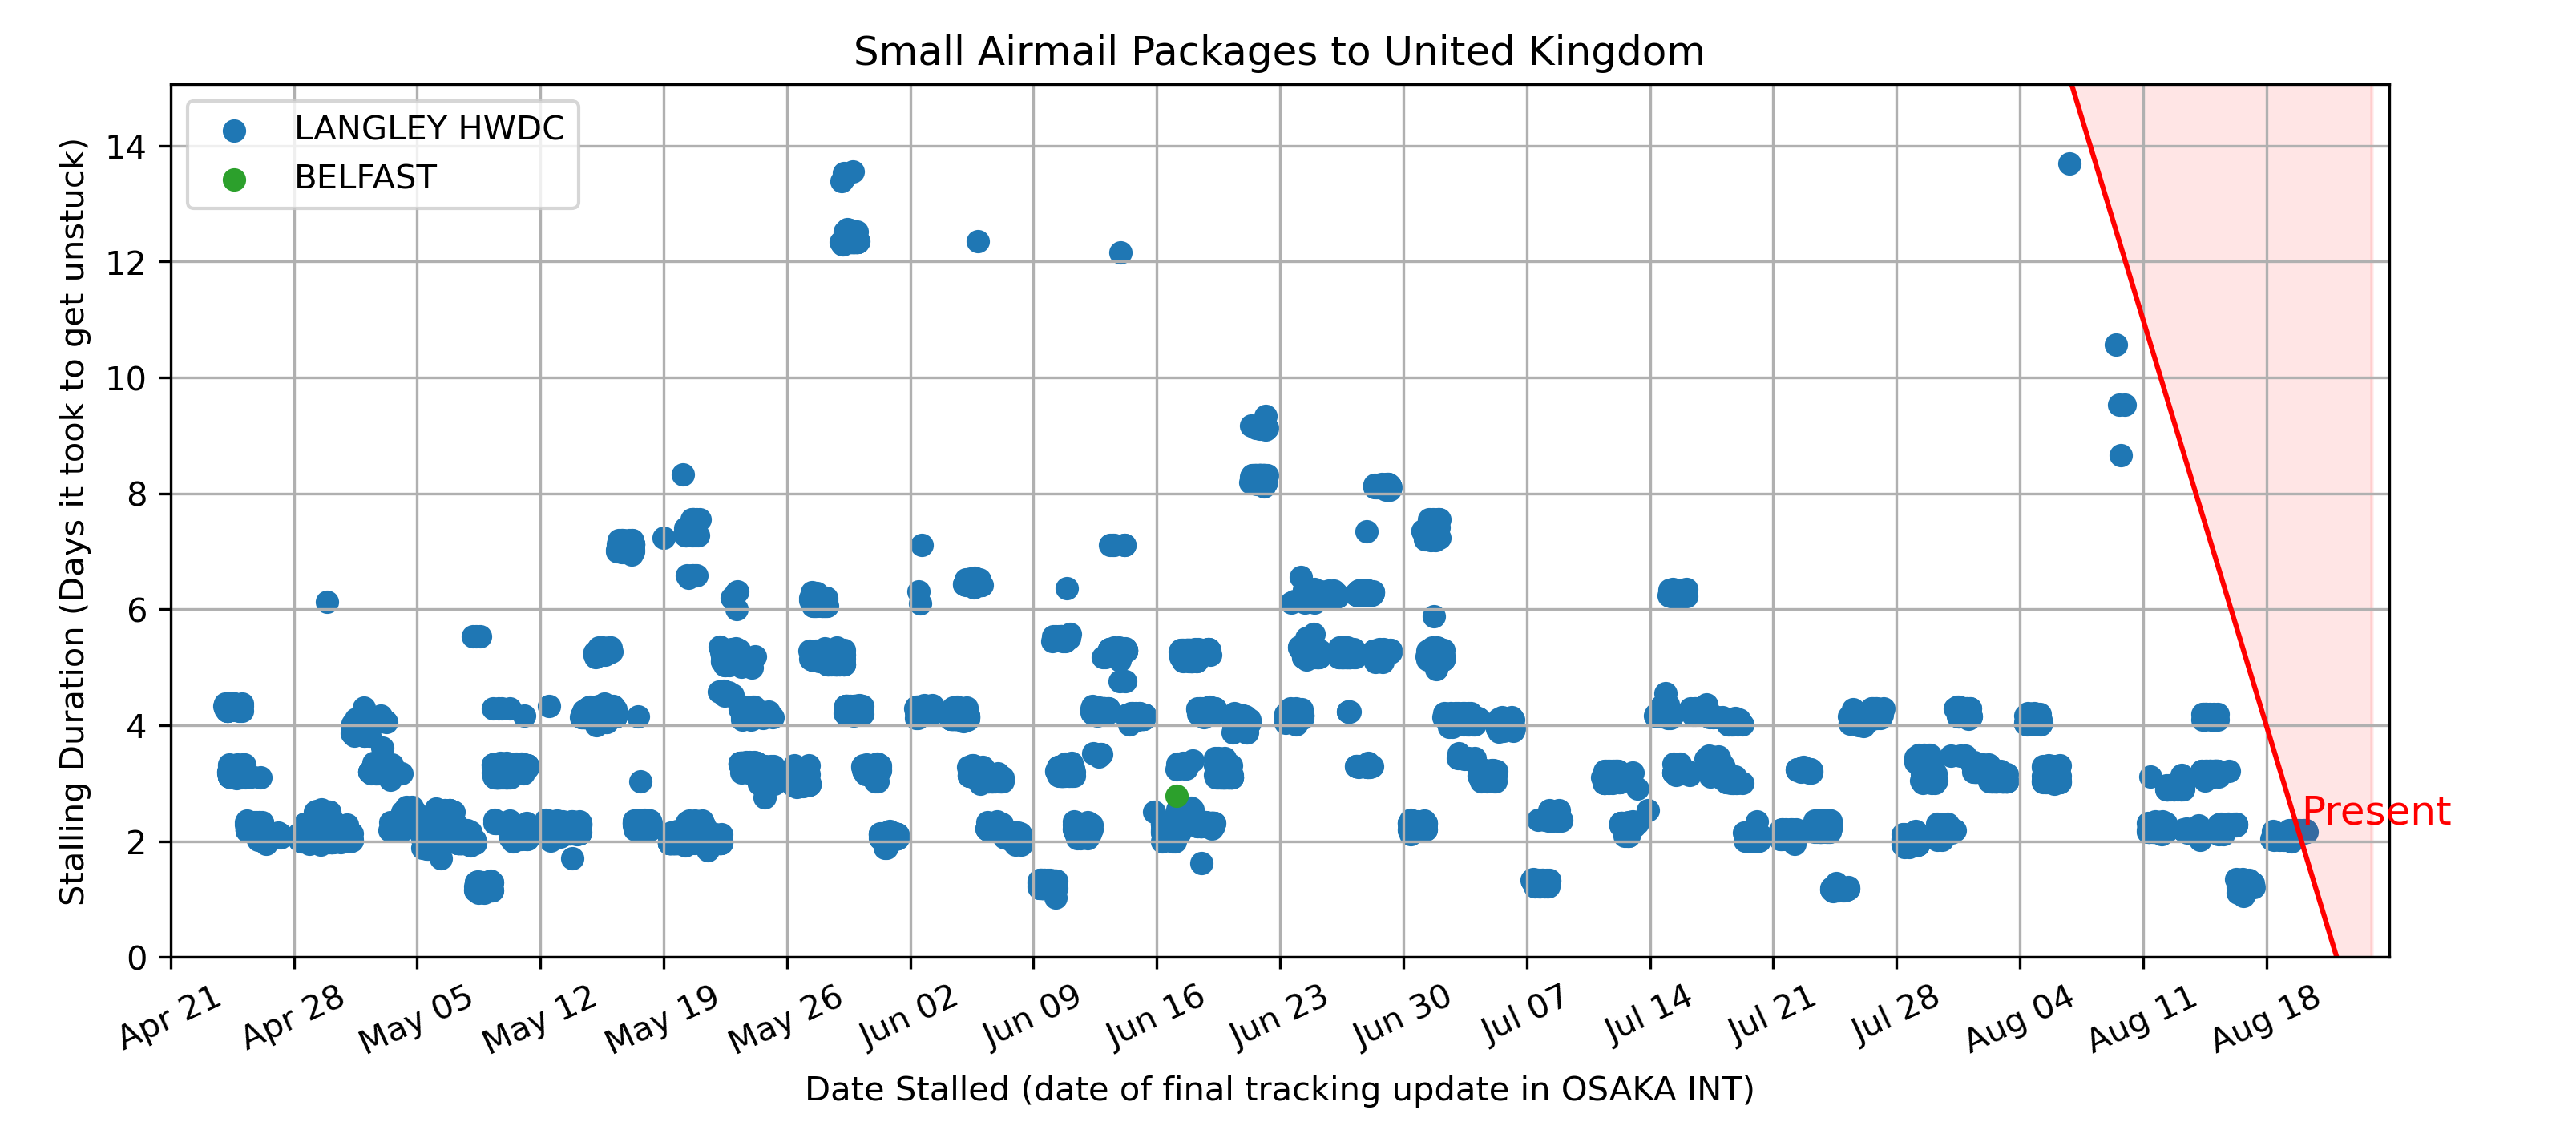 Small Airmail Packages to United Kingdom
LANGLEY HWDC
BELFAST
Stalling Duration (Days it took to get unstuck)
14
12
10
8
6
4
2
0
Present
Apr 21
Apr 28
May 05
May 12
May 19
May 26
Jun 02
Jun 09
Jun 16
Jun 23
Jun 30
Jul 07
Jul 14
Jul 21
Jul 28
Aug 04
Aug 11
Aug 18
Date Stalled (date of final tracking update in OSAKA INT)